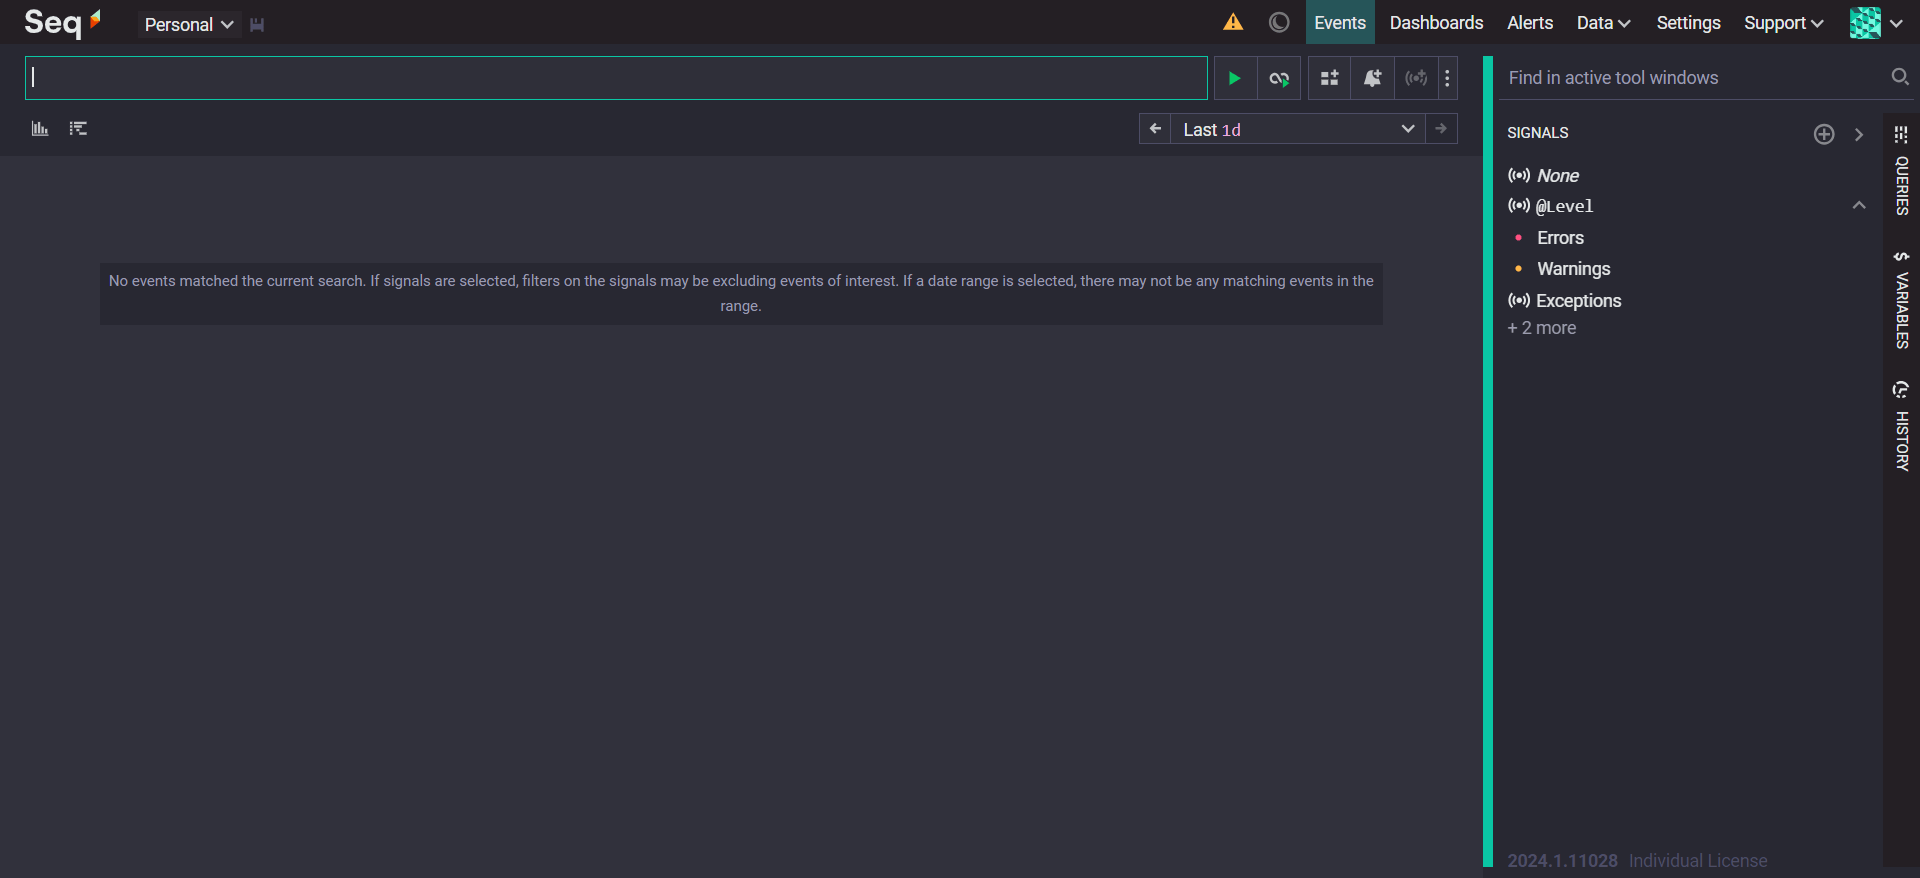 Seq
Personal
Events
Dashboards
Alerts
Data
Settings
Support
Last 1d
No events matched the current search. If signals are selected, filters on the signals may be excluding events of interest. If a date range is selected, there may not be any matching events in the
range.
Find in active tool windows
SIGNALS
None
@Level
Errors
Warnings
Exceptions
+ 2 more
QUERIES
VARIABLES
HISTORY
2024.1.11028 Individual License